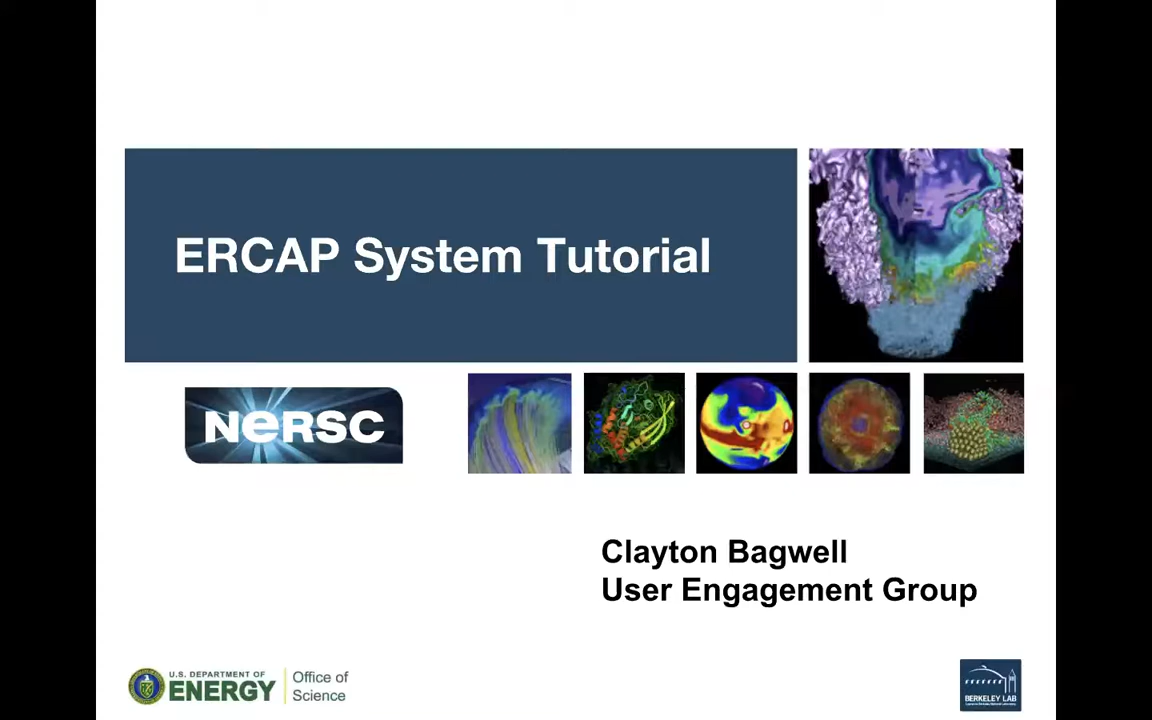 ERCAP System Tutorial
NERSC
Clayton Bagwell
User Engagement Group
U.S. DEPARTMENT OF
ENERGY
Office of
Science
BERKELEY LAB